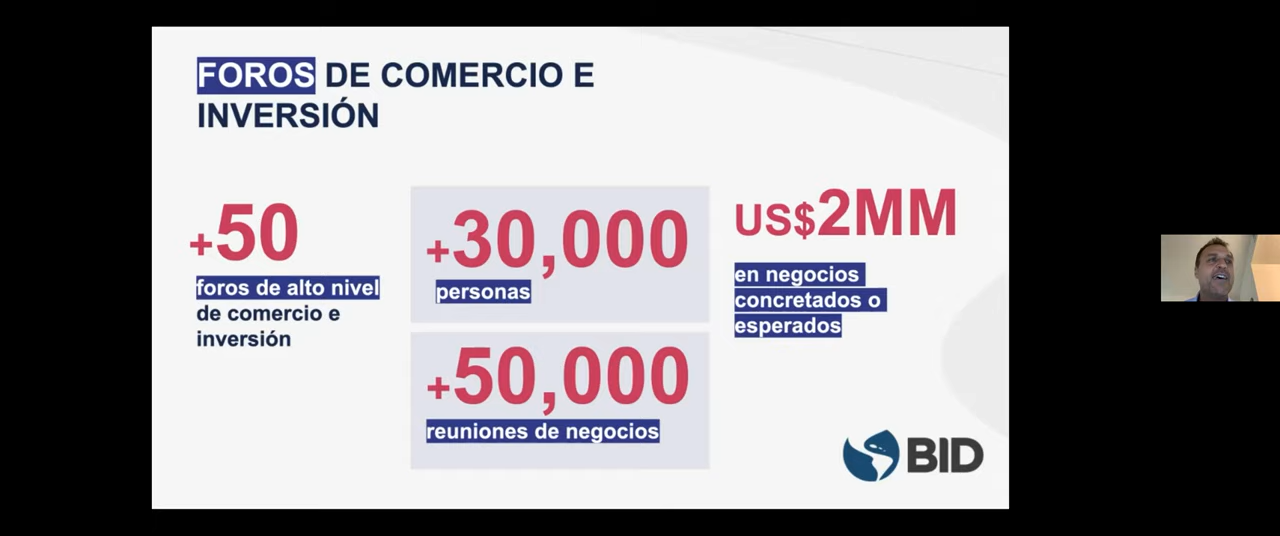 FOROS DE COMERCIO E
INVERSIÓN
+50
foros de alto nivel
de comercio e
inversión
+30,000
personas
+50,000
reuniones de negocios
US$2MM
en negocios
concretados o
esperados
BID